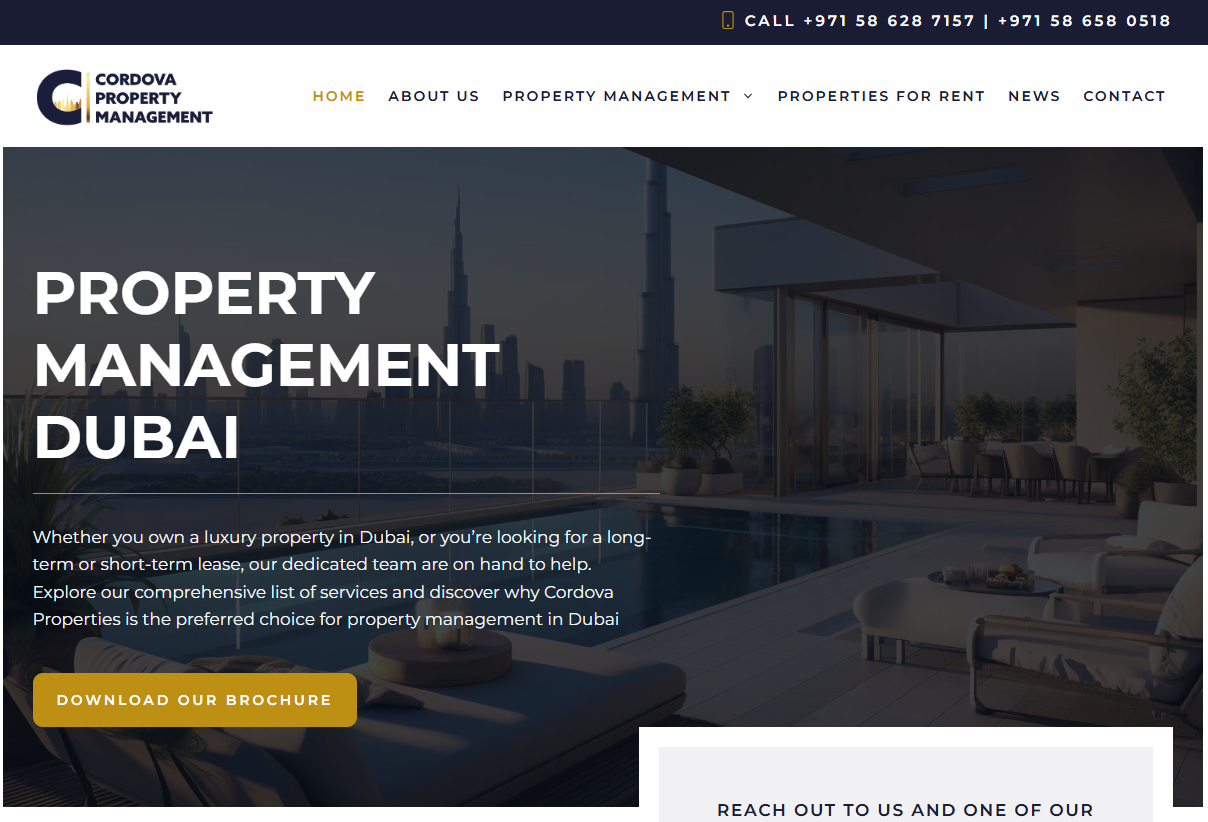 CALL +971 58 628 7157 | +971 58 658 0518
CORDOVA
PROPERTY
MANAGEMENT
HOME ABOUT US PROPERTY MANAGEMENT PROPERTIES FOR RENT NEWS CONTACT
PROPERTY
MANAGEMENT
DUBAI
Whether you own a luxury property in Dubai, or you’re looking for a long-
term or short-term lease, our dedicated team are on hand to help.
Explore our comprehensive list of services and discover why Cordova
Properties is the preferred choice for property management in Dubai
DOWNLOAD OUR BROCHURE
REACH OUT TO US AND ONE OF OUR